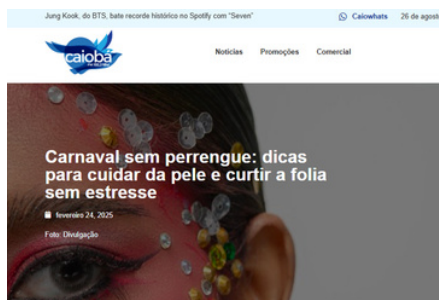 Jung Kook, do BTS, bate recorde histórico no Spotify com "Seven"
Caiowhats
26 de agosto
caiobá
Notícias
Promoções
Comercial
Carnaval sem perrengue: dicas
para cuidar da pele e curtir a folia
sem estresse
fevereiro 24, 2025
Foto: Divulgação